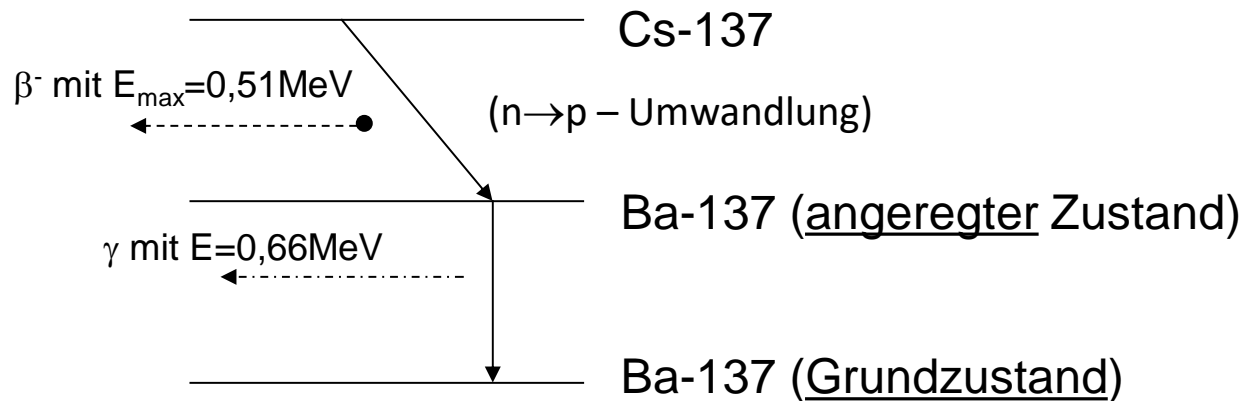 Cs-137
β⁻ mit Eₘₐₓ=0,51MeV
(n→p – Umwandlung)
Ba-137 (angeregter Zustand)
γ mit E=0,66MeV
Ba-137 (Grundzustand)